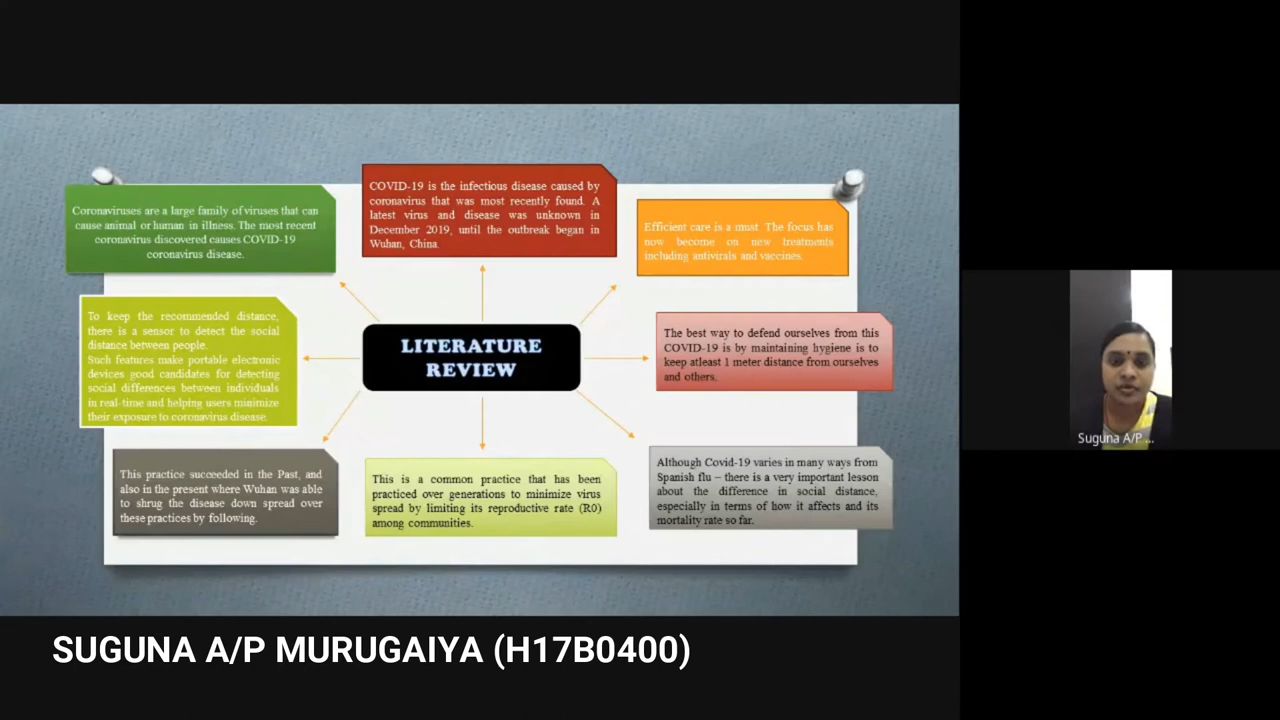 Coronaviruses are a large family of viruses that can
cause animal or human in illness. The most recent
coronavirus discovered causes COVID-19
coronavirus disease.
COVID-19 is the infectious disease caused by
coronavirus that was most recently found. A
latest virus and disease was unknown in
December 2019, until the outbreak began in
Wuhan, China.
Efficient care is a must. The focus has
now become on new treatments
including antivirals and vaccines.
To keep the recommended distance,
there is a sensor to detect the social
distance between people.
Such features make portable electronic
devices good candidates for detecting
social differences between individuals
in real-time and helping users minimize
their exposure to coronavirus disease.
LITERATURE
REVIEW
The best way to defend ourselves from this
COVID-19 is by maintaining hygiene is to
keep atleast 1 meter distance from ourselves
and others.
This practice succeeded in the Past, and
also in the present where Wuhan was able
to shrug the disease down spread over
these practices by following.
This is a common practice that has been
practiced over generations to minimize virus
spread by limiting its reproductive rate (R0)
among communities.
Although Covid-19 varies in many ways from
Spanish flu – there is a very important lesson
about the difference in social distance,
especially in terms of how it affects and its
mortality rate so far.
Suguna A/P ...
SUGUNA A/P MURUGAIYA (H17B0400)